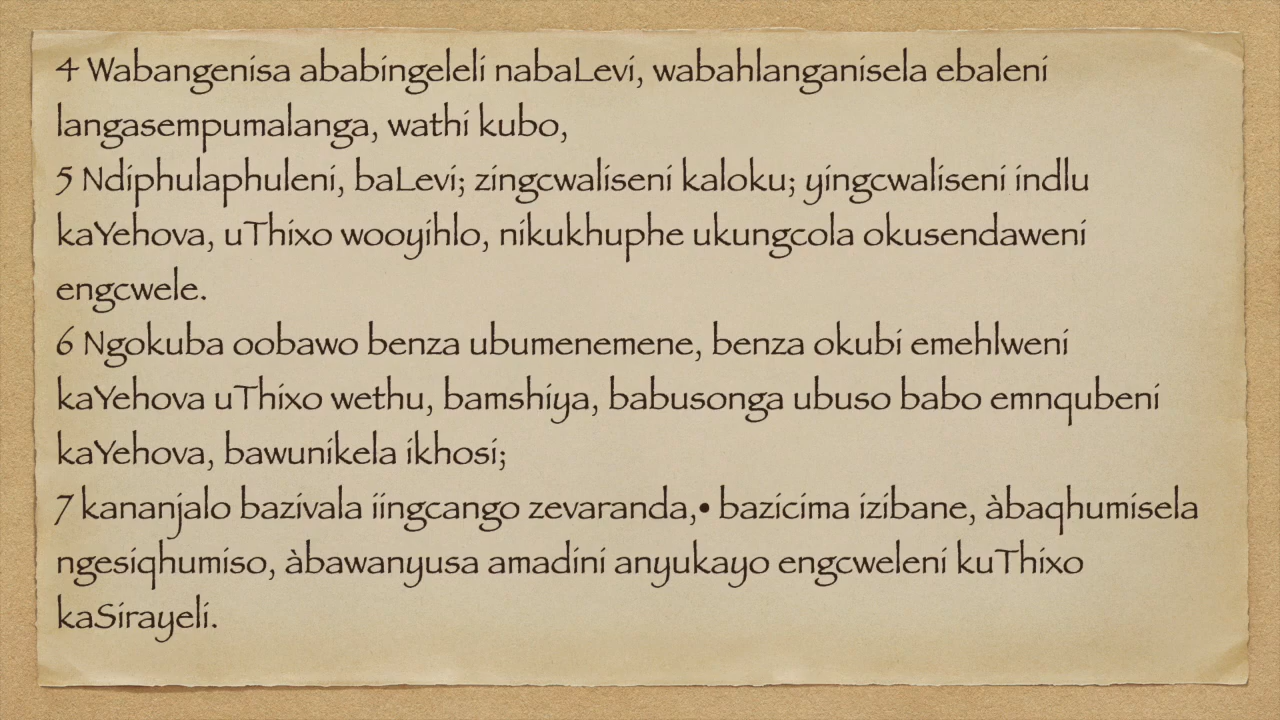 4 Wabangenisa ababingeleli nabaLevi, wabahlanganisela ebaleni
langasempumalanga, wathi kubo,
5 Ndiphulaphuleni, baLevi; zingcwaliseni kaloku; yingcwaliseni indlu
kaYehova, uThixo wooyihlo, nikukhuphe ukungcola okusendaweni
engcwele.
6 Ngokuba oobawo benza ubumenemene, benza okubi emehlweni
kaYehova uThixo wethu, bamshiya, babusonga ubuso babo emnqubeni
kaYehova, bawunikela ikhosi;
7 kananjalo bazivala iingcango zevaranda,• bazicima izibane, àbaqhumisela
ngesiqhumiso, àbawanyusa amadini anyukayo engcweleni kuThixo
kaSirayeli.